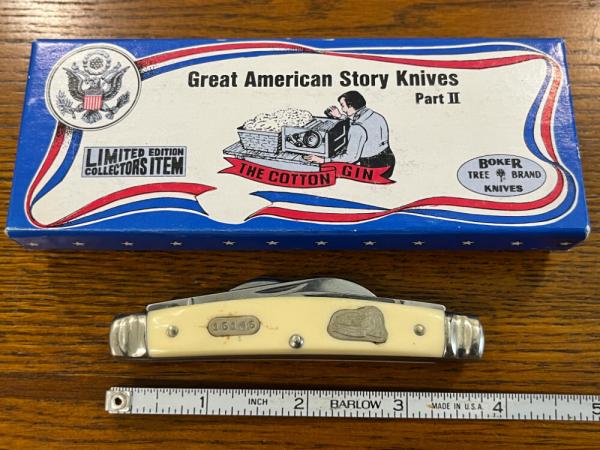 Great American Story Knives
Part II
LIMITED EDITION
COLLECTORS ITEM
THE COTTON GIN
BOKER
TREE BRAND
KNIVES
1 INCH 2 BARLOW 3 MADE IN U.S.A. 4 5